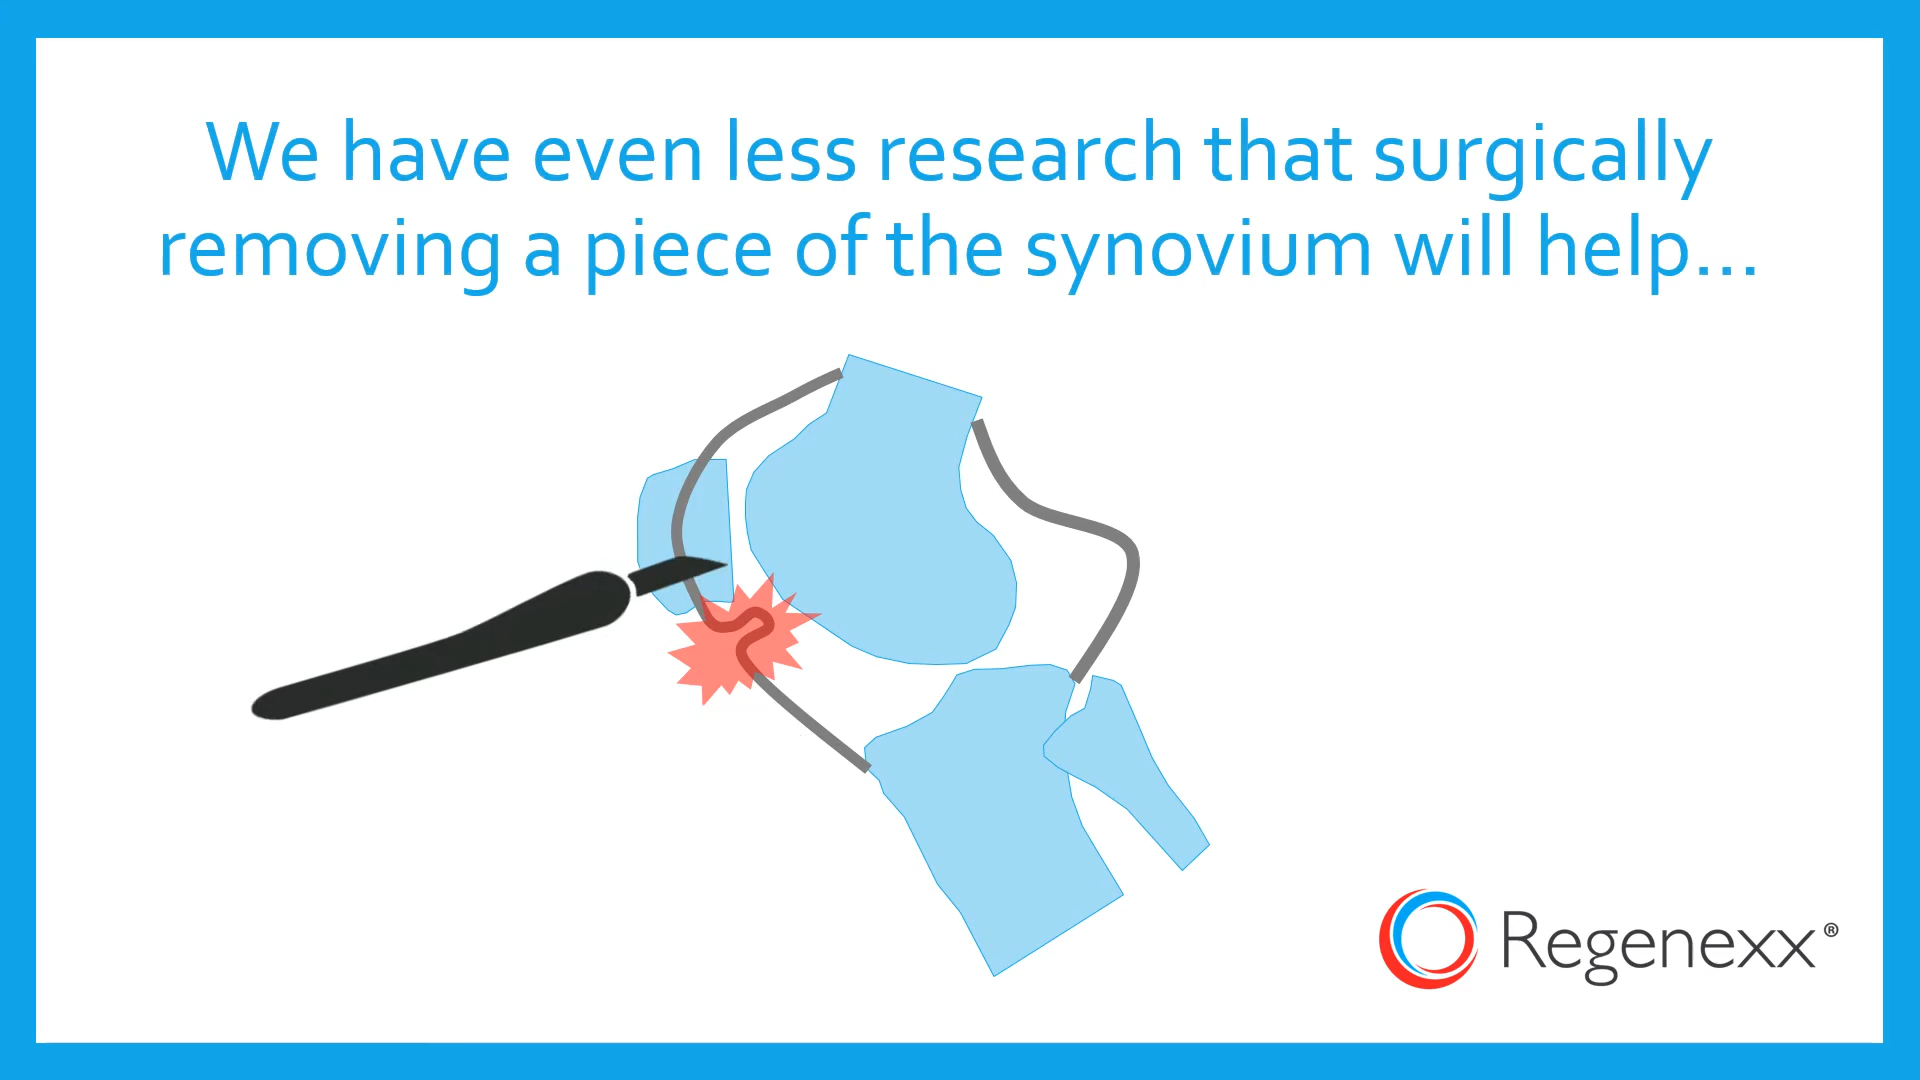 We have even less research that surgically
removing a piece of the synovium will help...
Regenexx®